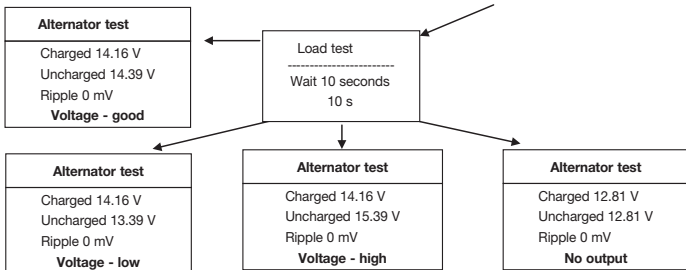 Alternator test
Charged 14.16 V
Uncharged 14.39 V
Ripple 0 mV
Voltage - good
Load test
------------------------
Wait 10 seconds
10 s
Alternator test
Charged 14.16 V
Uncharged 13.39 V
Ripple 0 mV
Voltage - low
Alternator test
Charged 14.16 V
Uncharged 15.39 V
Ripple 0 mV
Voltage - high
Alternator test
Charged 12.81 V
Uncharged 12.81 V
Ripple 0 mV
No output